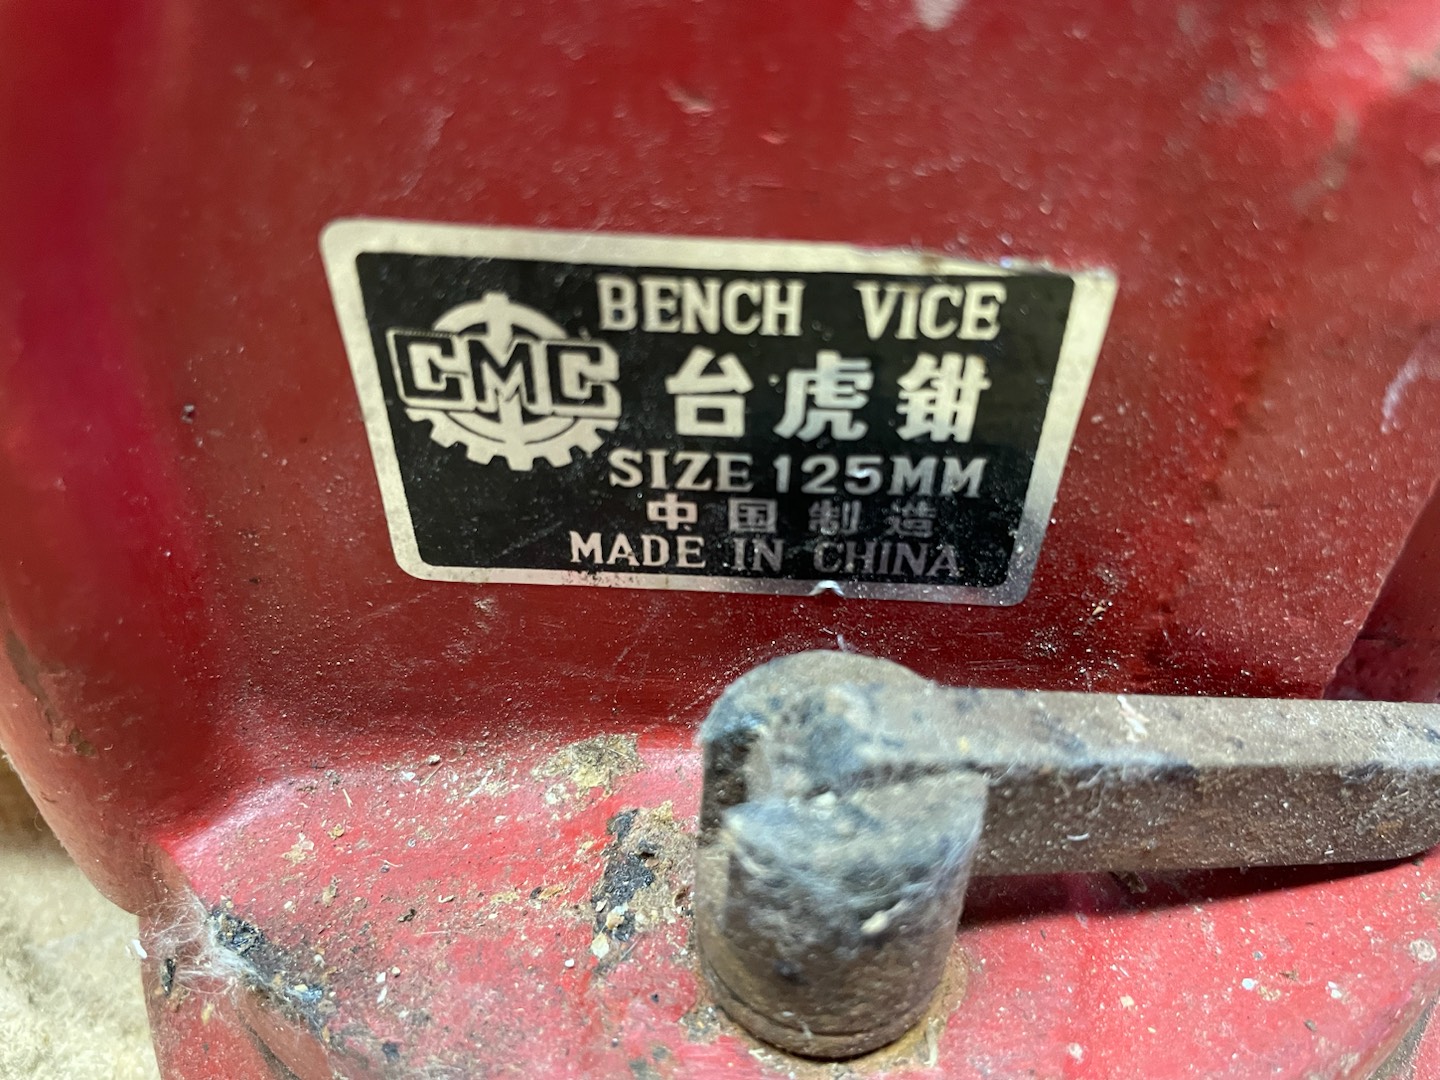 CMC
BENCH VICE
台虎钳
SIZE 125MM
中国制造
MADE IN CHINA